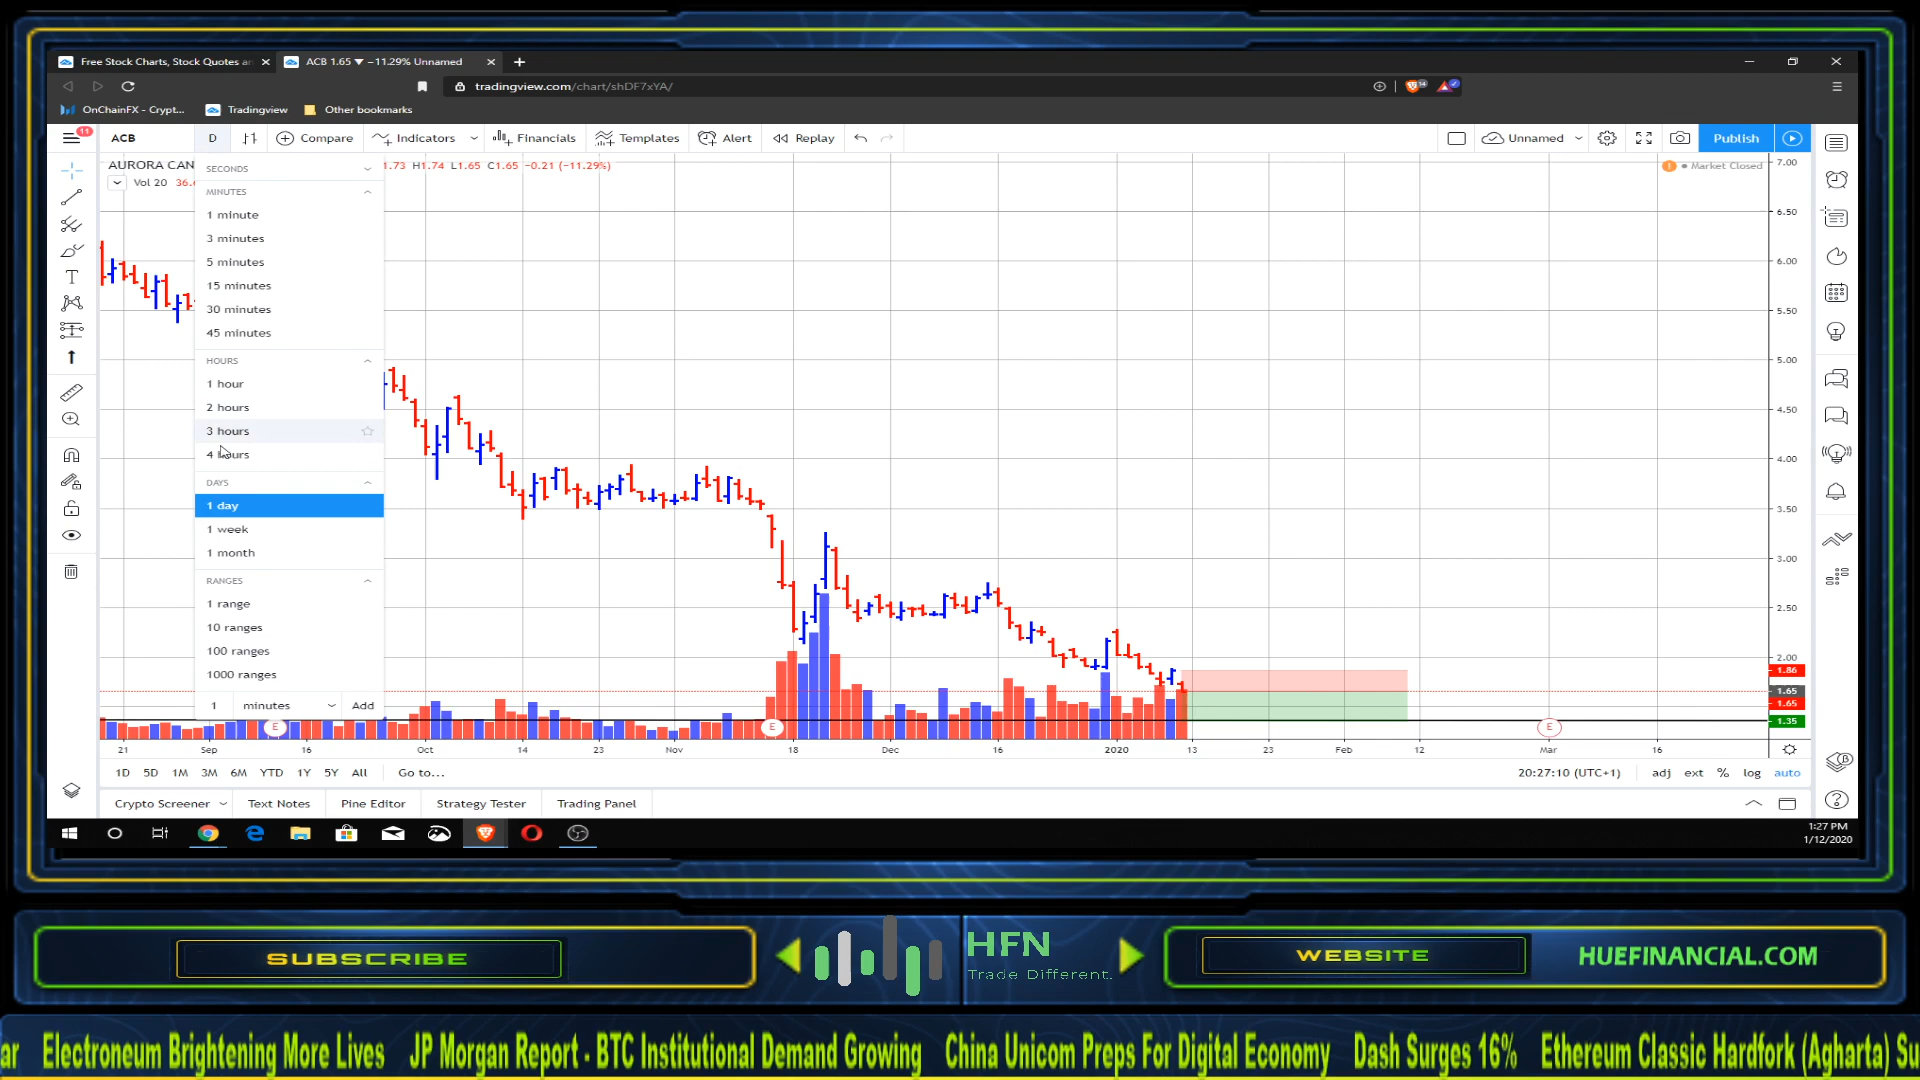 Free Stock Charts, Stock Quotes an
ACB 1.65 ▼ −11.29% Unnamed
tradingview.com/chart/shDF7xYA/
OnChainFX - Crypt...
Tradingview
Other bookmarks
11
ACB
D
Compare
Indicators
Financials
Templates
Alert
Replay
Unnamed
Publish
AURORA CAN
1.73 H1.74 L1.65 C1.65 −0.21 (−11.29%)
Market Closed
Vol 20
SECONDS
MINUTES
1 minute
3 minutes
5 minutes
15 minutes
30 minutes
45 minutes
HOURS
1 hour
2 hours
3 hours
4 hours
DAYS
1 day
1 week
1 month
RANGES
1 range
10 ranges
100 ranges
1000 ranges
1 minutes Add
7.00
6.50
6.00
5.50
5.00
4.50
4.00
3.50
3.00
2.50
2.00
1.86
1.65
1.65
1.35
E E E
21 Sep 16 Oct 14 23 Nov 18 Dec 16 2020 13 23 Feb 12 Mar 16
1D 5D 1M 3M 6M YTD 1Y 5Y All Go to...
20:27:10 (UTC+1) adj ext % log auto
Crypto Screener Text Notes Pine Editor Strategy Tester Trading Panel
1:27 PM
1/12/2020
SUBSCRIBE
HFN
Trade Different.
WEBSITE
HUEFINANCIAL.COM
ar Electroneum Brightening More Lives JP Morgan Report - BTC Institutional Demand Growing China Unicom Preps For Digital Economy Dash Surges 16% Ethereum Classic Hardfork (Agharta) Su